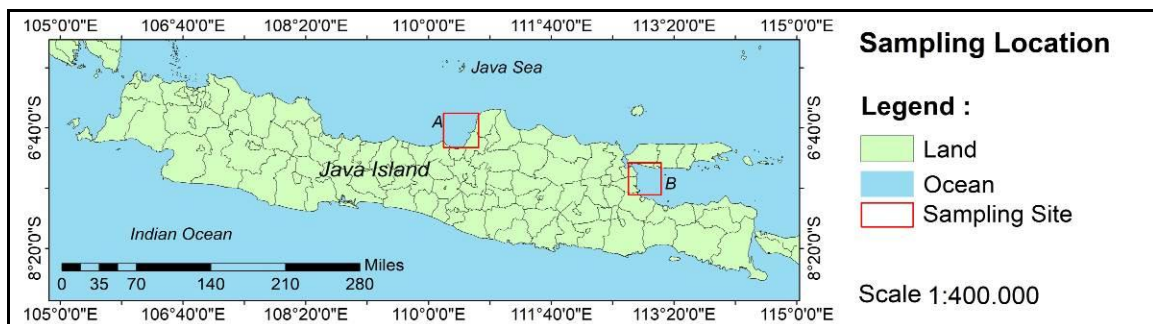 105°0'0"E 106°40'0"E 108°20'0"E 110°0'0"E 111°40'0"E 113°20'0"E 115°0'0"E
Sampling Location
Java Sea
6°40'0"S
A
6°40'0"S
Legend :
Land
Java Island
B
Ocean
Sampling Site
8°20'0"S
Indian Ocean
8°20'0"S
Miles
0 35 70 140 210 280
Scale 1:400.000
105°0'0"E 106°40'0"E 108°20'0"E 110°0'0"E 111°40'0"E 113°20'0"E 115°0'0"E